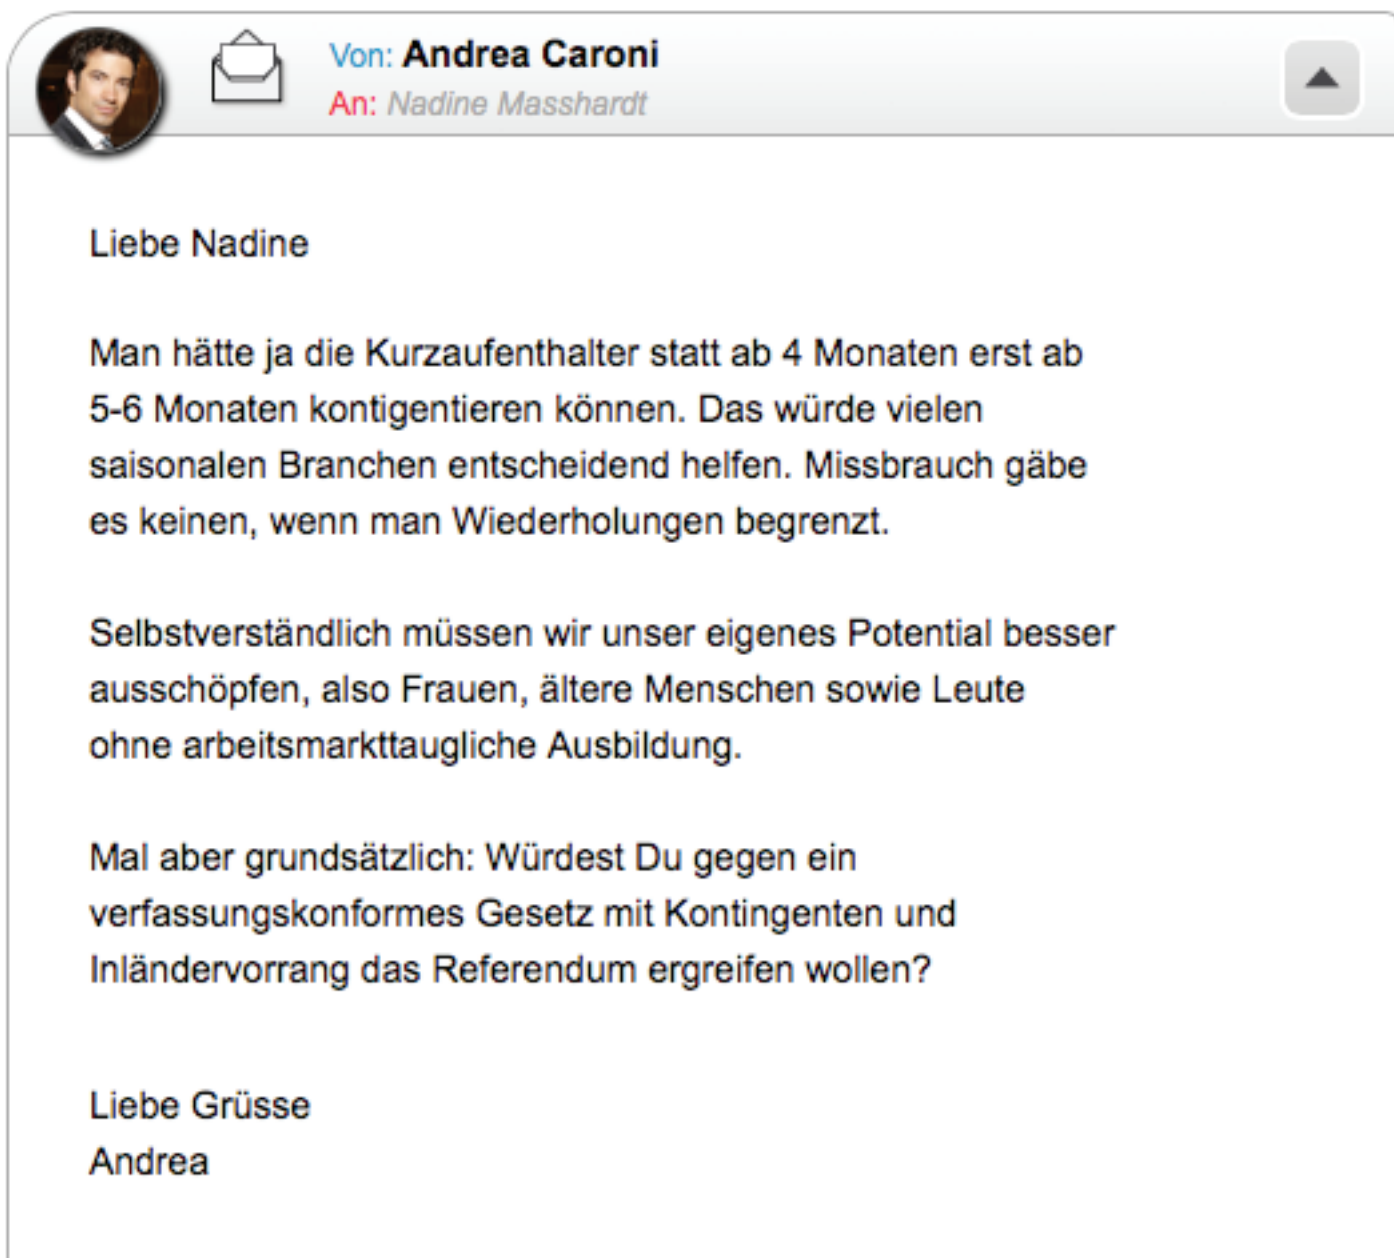 Von: Andrea Caroni
An: Nadine Masshardt
Liebe Nadine
Man hätte ja die Kurzaufenthalter statt ab 4 Monaten erst ab
5-6 Monaten kontigentieren können. Das würde vielen
saisonalen Branchen entscheidend helfen. Missbrauch gäbe
es keinen, wenn man Wiederholungen begrenzt.
Selbstverständlich müssen wir unser eigenes Potential besser
ausschöpfen, also Frauen, ältere Menschen sowie Leute
ohne arbeitsmarkttaugliche Ausbildung.
Mal aber grundsätzlich: Würdest Du gegen ein
verfassungskonformes Gesetz mit Kontingenten und
Inländervorrang das Referendum ergreifen wollen?
Liebe Grüsse
Andrea